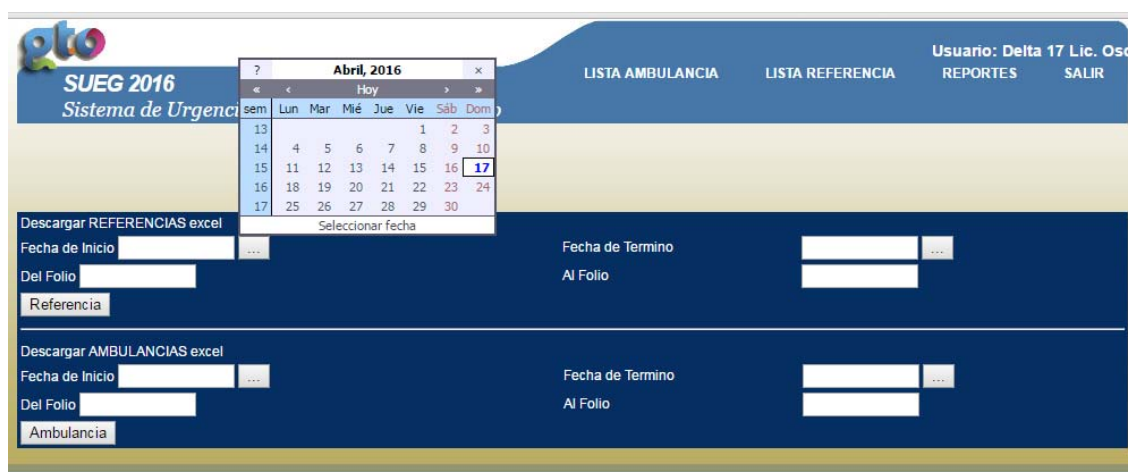 gto
SUEG 2016
Sistema de Urgenci
Usuario: Delta 17 Lic. Osc
LISTA AMBULANCIA LISTA REFERENCIA REPORTES SALIR
? Abril, 2016 ×
« ‹ Hoy › »
sem Lun Mar Mié Jue Vie Sáb Dom
13 1 2 3
14 4 5 6 7 8 9 10
15 11 12 13 14 15 16 17
16 18 19 20 21 22 23 24
17 25 26 27 28 29 30
Seleccionar fecha
Descargar REFERENCIAS excel
Fecha de Inicio ... Fecha de Termino ...
Del Folio Al Folio
Referencia
Descargar AMBULANCIAS excel
Fecha de Inicio ... Fecha de Termino ...
Del Folio Al Folio
Ambulancia